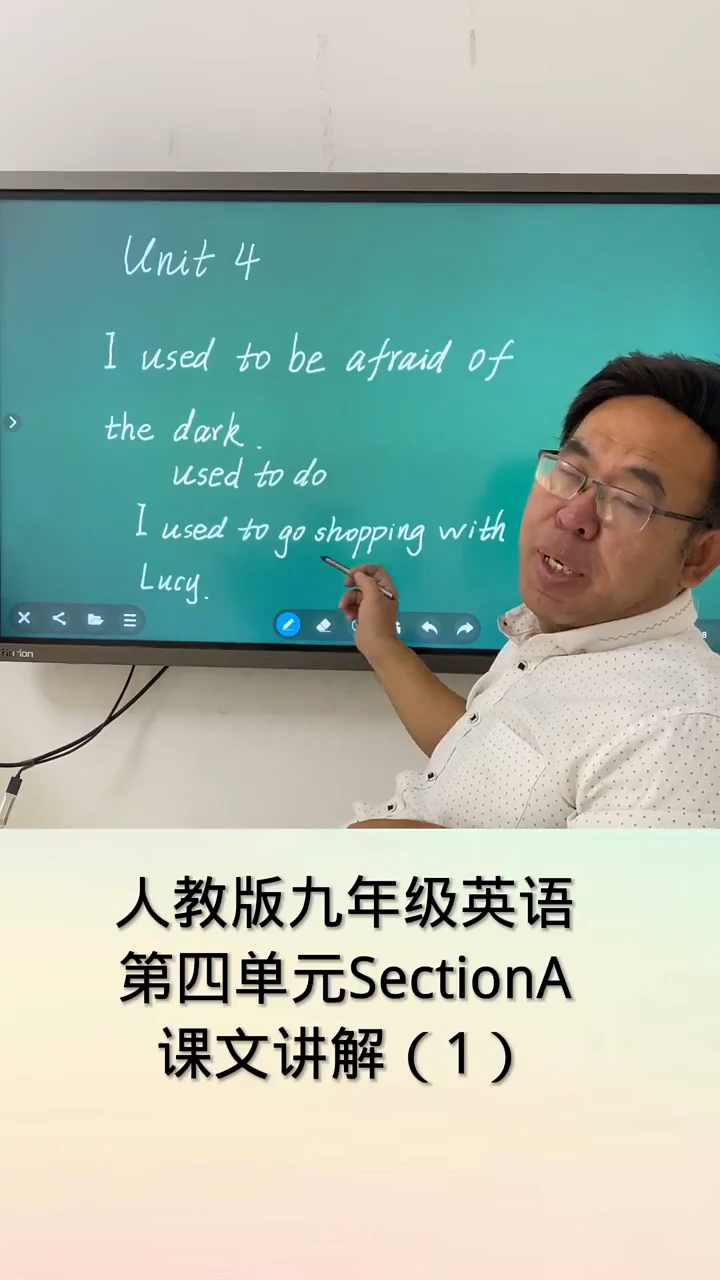 Unit 4
I used to be afraid of
the dark.
used to do
I used to go shopping with
Lucy.
人教版九年级英语
第四单元SectionA
课文讲解（1）